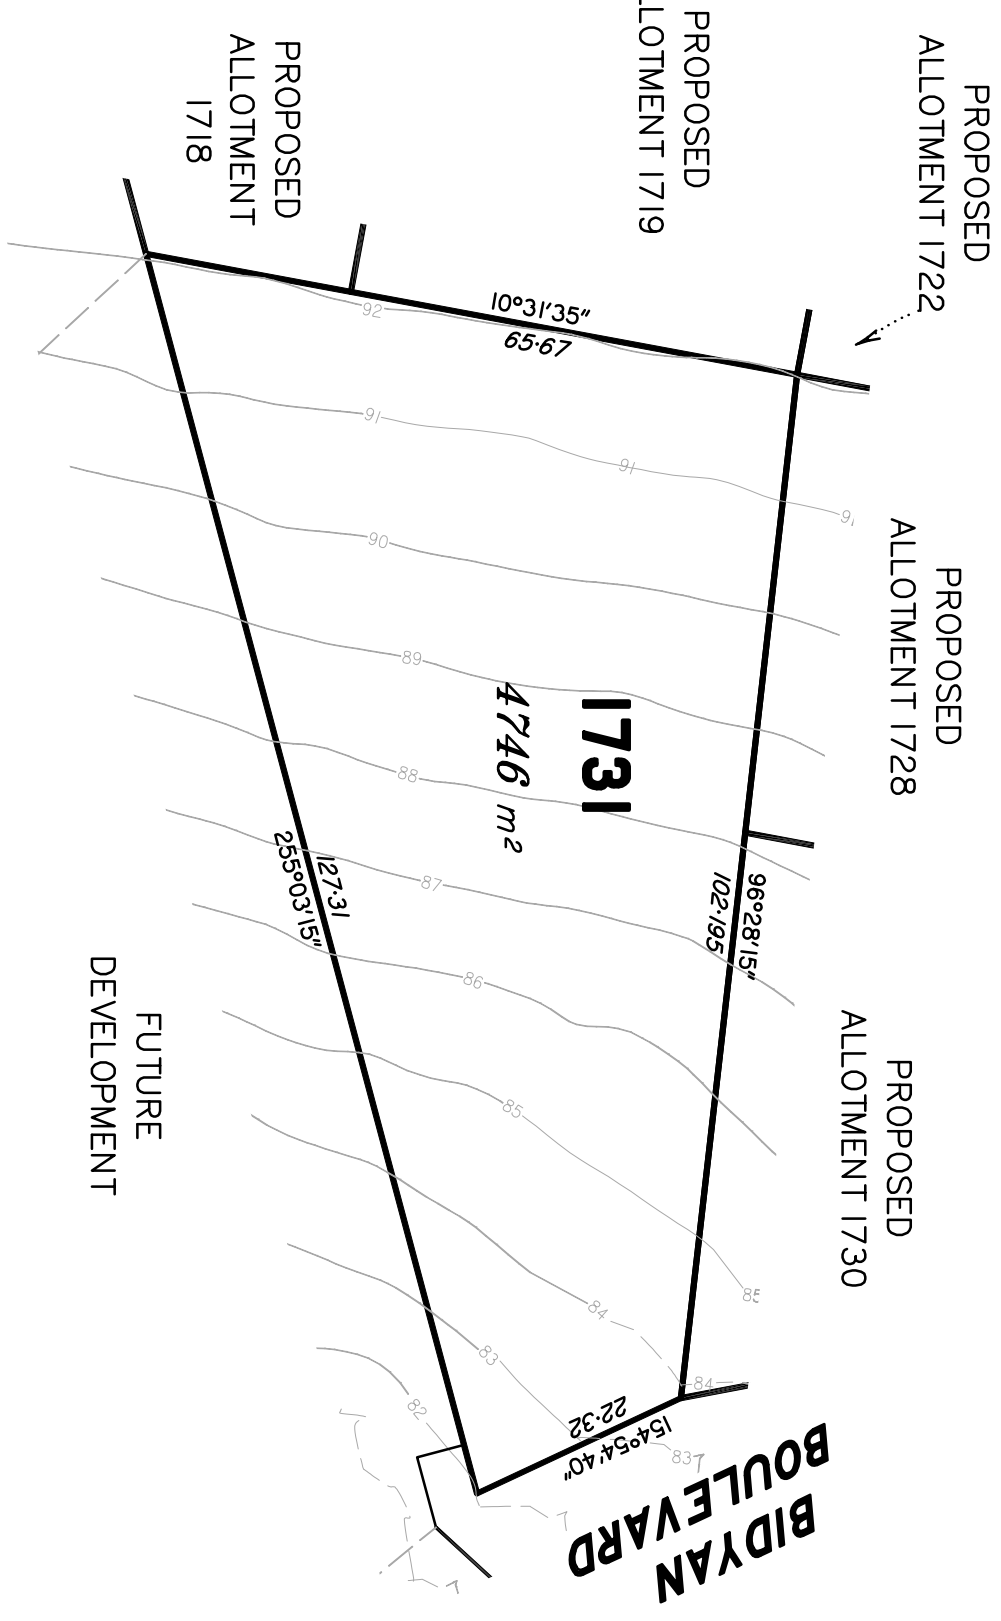 PROPOSED
ALLOTMENT 1722
PROPOSED
LLOTMENT 1719
PROPOSED
ALLOTMENT
1718
10°31'35"
65·67
92
91
91
91
90
89
88
87
86
85
85
84
84
83
83
82
PROPOSED
ALLOTMENT 1728
1731
4746 m²
96°28'15"
102·195
127·31
255°03'15"
PROPOSED
ALLOTMENT 1730
FUTURE
DEVELOPMENT
22·32
154°54'40"
BIDYAN
BOULEVARD